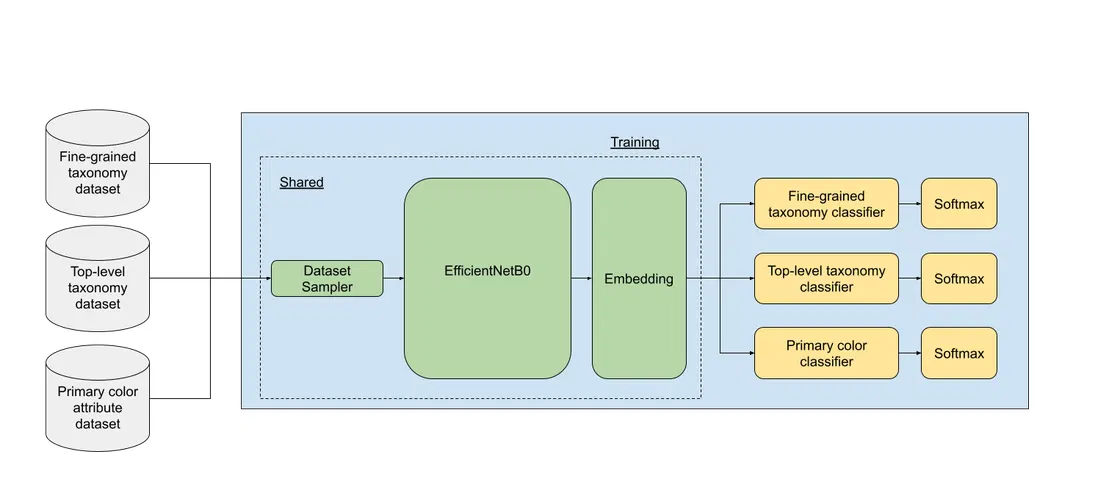 Fine-grained
taxonomy
dataset
Top-level
taxonomy
dataset
Primary color
attribute
dataset
Training
Shared
Dataset
Sampler
EfficientNetB0
Embedding
Fine-grained
taxonomy classifier
Softmax
Top-level taxonomy
classifier
Softmax
Primary color
classifier
Softmax